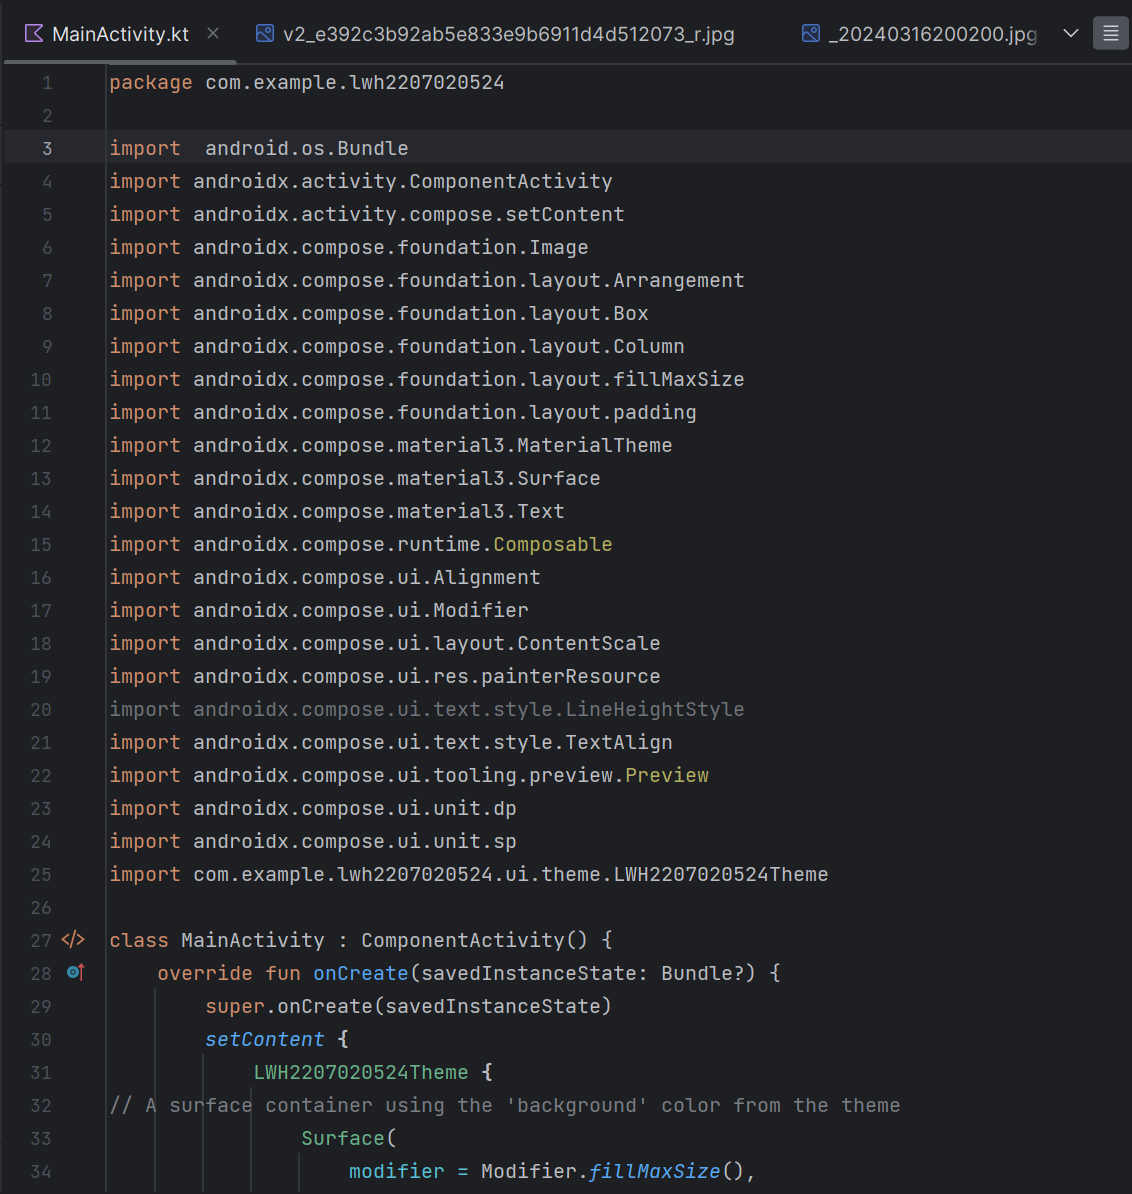 MainActivity.kt
v2_e392c3b92ab5e833e9b6911d4d512073_r.jpg
_20240316200200.jpg
1 package com.example.lwh2207020524
2
3 import  android.os.Bundle
4 import androidx.activity.ComponentActivity
5 import androidx.activity.compose.setContent
6 import androidx.compose.foundation.Image
7 import androidx.compose.foundation.layout.Arrangement
8 import androidx.compose.foundation.layout.Box
9 import androidx.compose.foundation.layout.Column
10 import androidx.compose.foundation.layout.fillMaxSize
11 import androidx.compose.foundation.layout.padding
12 import androidx.compose.material3.MaterialTheme
13 import androidx.compose.material3.Surface
14 import androidx.compose.material3.Text
15 import androidx.compose.runtime.Composable
16 import androidx.compose.ui.Alignment
17 import androidx.compose.ui.Modifier
18 import androidx.compose.ui.layout.ContentScale
19 import androidx.compose.ui.res.painterResource
20 import androidx.compose.ui.text.style.LineHeightStyle
21 import androidx.compose.ui.text.style.TextAlign
22 import androidx.compose.ui.tooling.preview.Preview
23 import androidx.compose.ui.unit.dp
24 import androidx.compose.ui.unit.sp
25 import com.example.lwh2207020524.ui.theme.LWH2207020524Theme
26
27 class MainActivity : ComponentActivity() {
28     override fun onCreate(savedInstanceState: Bundle?) {
29         super.onCreate(savedInstanceState)
30         setContent {
31             LWH2207020524Theme {
32 // A surface container using the 'background' color from the theme
33                 Surface(
34                     modifier = Modifier.fillMaxSize(),